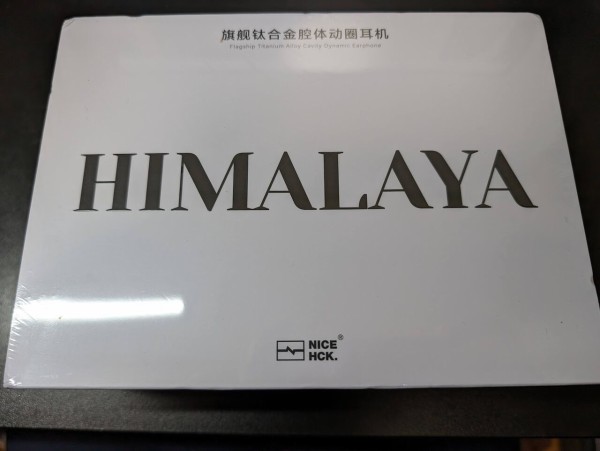 旗舰钛合金腔体动圈耳机
Flagship Titanium Alloy Cavity Dynamic Earphone
HIMALAYA
NICE ®
HCK.